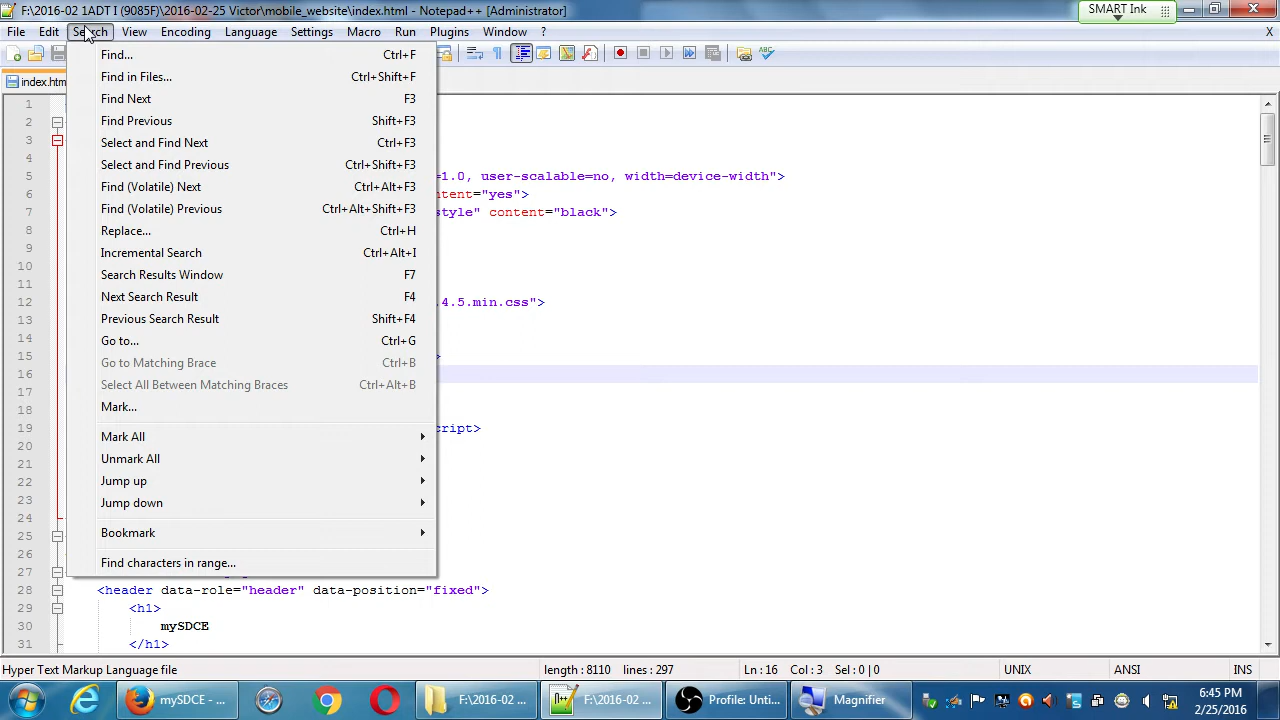 F:\2016-02 1ADT I (9085F)\2016-02-25 Victor\mobile_website\index.html - Notepad++ [Administrator]
SMART Ink
File Edit Search View Encoding Language Settings Macro Run Plugins Window ? X
index.htm
Find... Ctrl+F
Find in Files... Ctrl+Shift+F
Find Next F3
Find Previous Shift+F3
Select and Find Next Ctrl+F3
Select and Find Previous Ctrl+Shift+F3
Find (Volatile) Next Ctrl+Alt+F3
Find (Volatile) Previous Ctrl+Alt+Shift+F3
Replace... Ctrl+H
Incremental Search Ctrl+Alt+I
Search Results Window F7
Next Search Result F4
Previous Search Result Shift+F4
Go to... Ctrl+G
Go to Matching Brace Ctrl+B
Select All Between Matching Braces Ctrl+Alt+B
Mark...
Mark All
Unmark All
Jump up
Jump down
Bookmark
Find characters in range...
1
2
3
4
5 =1.0, user-scalable=no, width=device-width">
6 ntent="yes">
7 style" content="black">
8
9
10
11
12 .4.5.min.css">
13
14
15 >
16
17
18
19 cript>
20
21
22
23
24
25
26
27
28 <header data-role="header" data-position="fixed">
29 <h1>
30 mySDCE
31 </h1>
Hyper Text Markup Language file length : 8110 lines : 297 Ln : 16 Col : 3 Sel : 0 | 0 UNIX ANSI INS
mySDCE - ... F:\2016-02 ... F:\2016-02 ... Profile: Unti... Magnifier
6:45 PM
2/25/2016